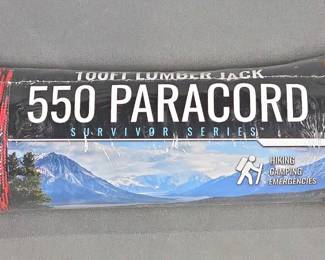 100FT LUMBER JACK
550 PARACORD
SURVIVOR SERIES
HIKING
CAMPING
EMERGENCIES